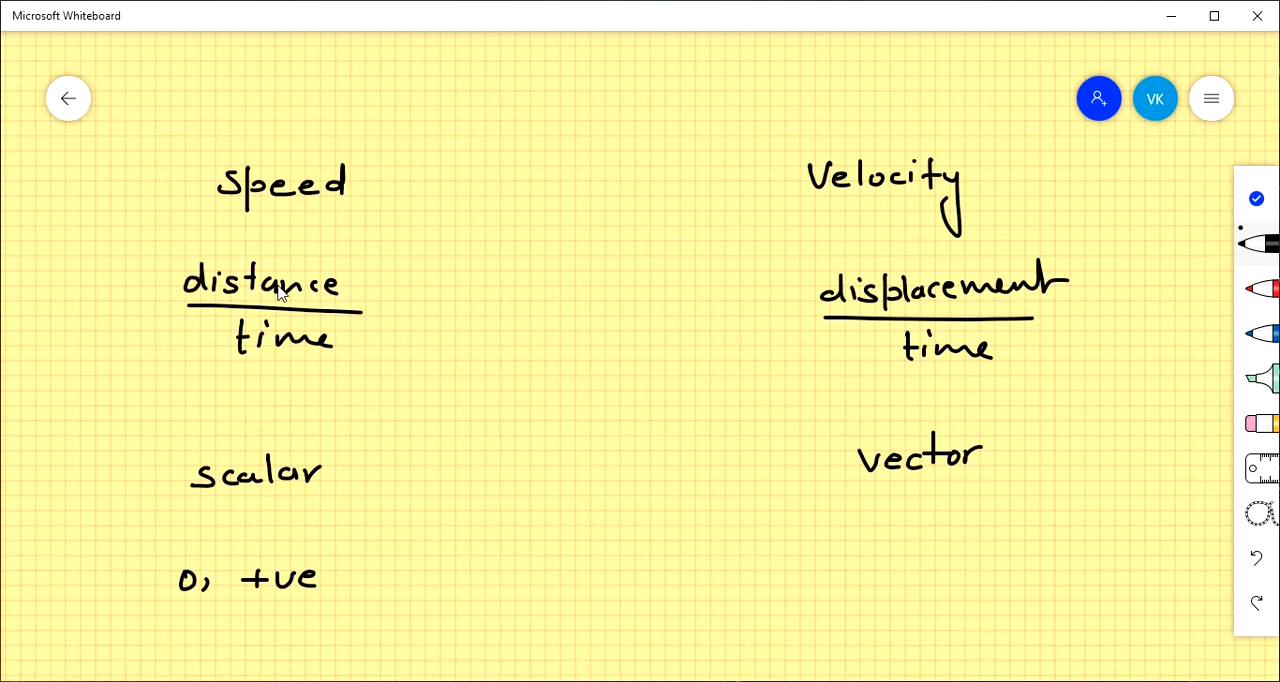 Microsoft Whiteboard
VK
Speed
Velocity
distance
time
displacement
time
scalar
vector
0, +ve